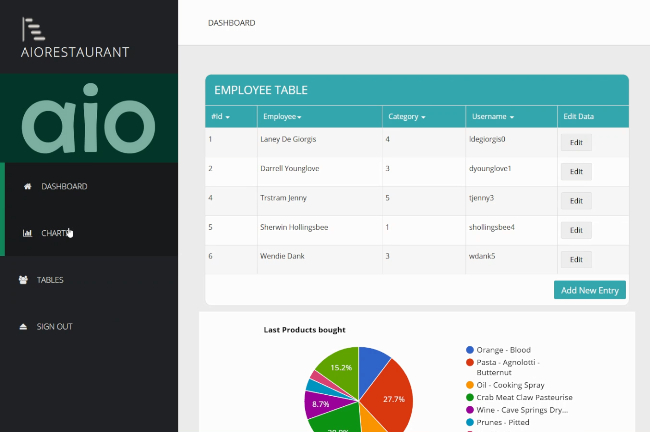 AIORESTAURANT
aio
DASHBOARD
CHARTS
TABLES
SIGN OUT
DASHBOARD
EMPLOYEE TABLE
#Id Employee Category Username Edit Data
1 Laney De Giorgis 4 ldegiorgis0 Edit
2 Darrell Younglove 3 dyounglove1 Edit
4 Trstram Jenny 5 tjenny3 Edit
5 Sherwin Hollingsbee 1 shollingsbee4 Edit
6 Wendie Dank 3 wdank5 Edit
Add New Entry
Last Products bought
15.2%
27.7%
8.7%
Orange - Blood
Pasta - Agnolotti -
Butternut
Oil - Cooking Spray
Crab Meat Claw Pasteurise
Wine - Cave Springs Dry...
Prunes - Pitted